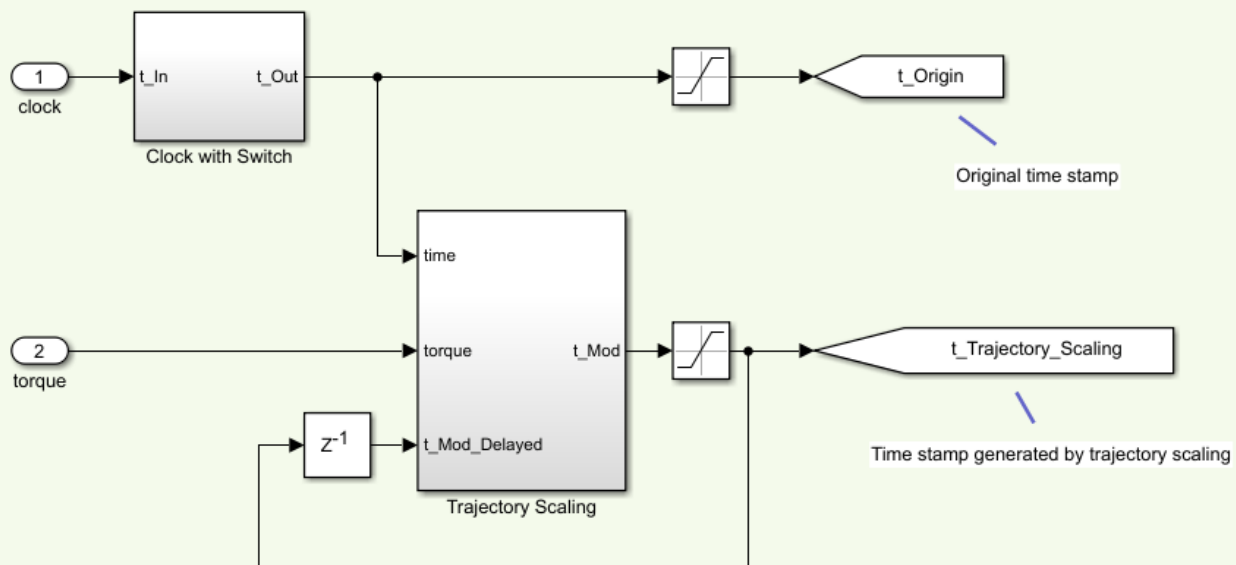 1
clock
t_In
t_Out
Clock with Switch
t_Origin
Original time stamp
time
2
torque
torque
t_Mod
t_Mod_Delayed
Z-1
Trajectory Scaling
t_Trajectory_Scaling
Time stamp generated by trajectory scaling